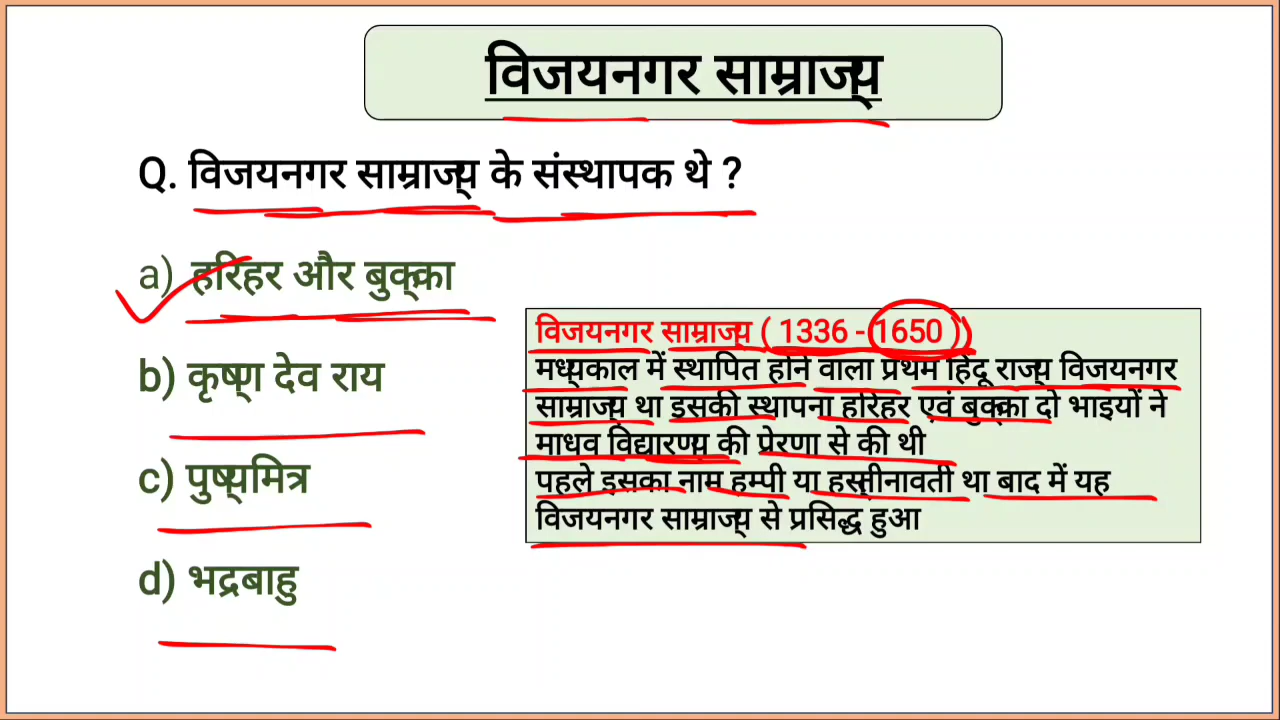 विजयनगर साम्राज्य
Q. विजयनगर साम्राज्य के संस्थापक थे ?
a) हरिहर और बुक्का
b) कृष्ण देव राय
c) पुष्यमित्र
d) भद्रबाहु
विजयनगर साम्राज्य ( 1336 - 1650 )
मध्यकाल में स्थापित होने वाला प्रथम हिंदू राज्य विजयनगर
साम्राज्य था इसकी स्थापना हरिहर एवं बुक्का दो भाइयों ने
माधव विद्यारण्य की प्रेरणा से की थी
पहले इसका नाम हम्पी या हस्तीनावती था बाद में यह
विजयनगर साम्राज्य से प्रसिद्ध हुआ